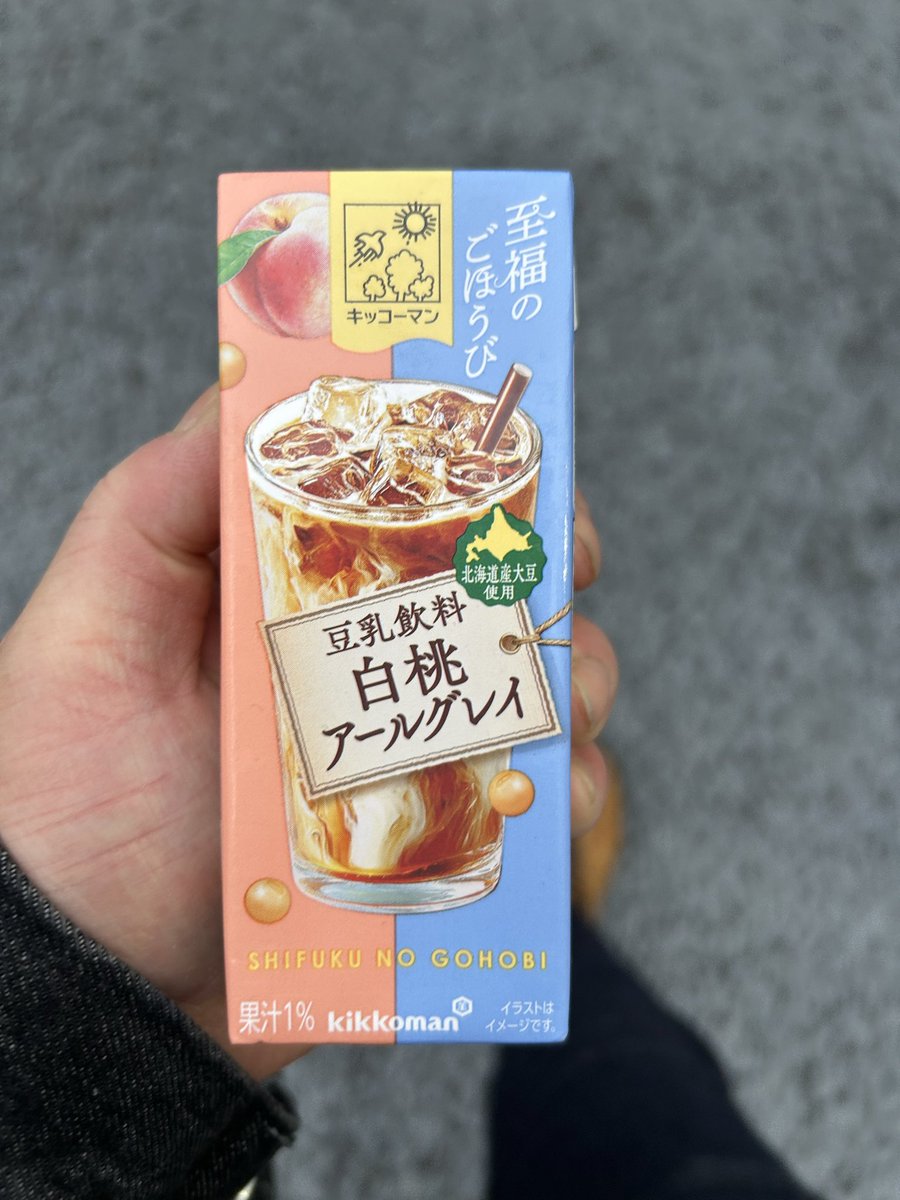 キッコーマン
至福の
ごほうび
北海道産大豆
使用
豆乳飲料
白桃
アールグレイ
SHIFUKU NO GOHOBI
果汁1%
kikkoman
イラストは
イメージです。